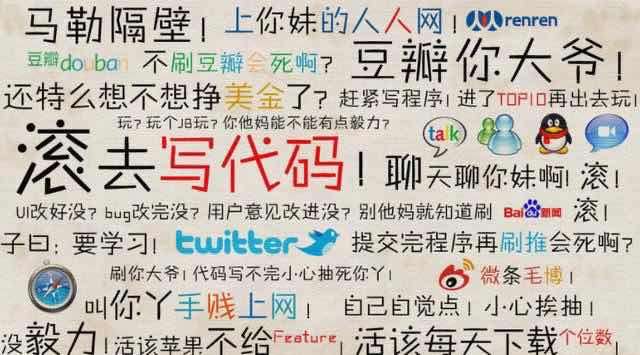 马勒隔壁！ 上你妹的人人网！ renren
豆瓣douban 不刷豆瓣会死啊？ 豆瓣你大爷！
还特么想不想挣美金了？ 赶紧写程序！进了TOP10再出去玩！
玩？玩个JB玩？你他妈能不能有点毅力？ talk
滚去写代码！ 聊天聊你妹啊！滚！
UI改好没？bug改完没？用户意见改进没？别他妈就知道刷 Bai du 新闻 滚！
子曰：要学习！ twitter 提交完程序再刷推会死啊？
刷你大爷！代码写不完小心抽死你丫！ 微条毛博！
叫你丫手贱上网！ 自己自觉点！小心挨抽！
没毅力！活该苹果不给Feature！活该每天下载个位数！